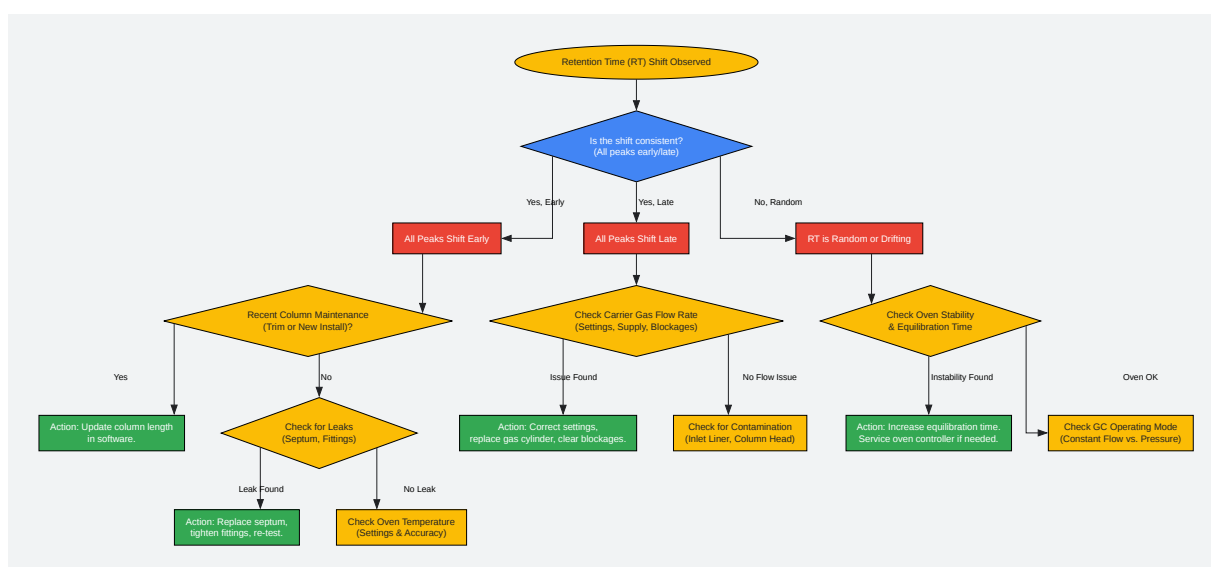 Retention Time (RT) Shift Observed
Is the shift consistent?
(All peaks early/late)
Yes, Early
Yes, Late
No, Random
All Peaks Shift Early
All Peaks Shift Late
RT is Random or Drifting
Recent Column Maintenance
(Trim or New Install)?
Check Carrier Gas Flow Rate
(Settings, Supply, Blockages)
Check Oven Stability
& Equilibration Time
Yes
No
Issue Found
No Flow Issue
Instability Found
Oven OK
Action: Update column length
in software.
Check for Leaks
(Septum, Fittings)
Action: Correct settings,
replace gas cylinder, clear blockages.
Check for Contamination
(Inlet Liner, Column Head)
Action: Increase equilibration time.
Service oven controller if needed.
Check GC Operating Mode
(Constant Flow vs. Pressure)
Leak Found
No Leak
Action: Replace septum,
tighten fittings, re-test.
Check Oven Temperature
(Settings & Accuracy)